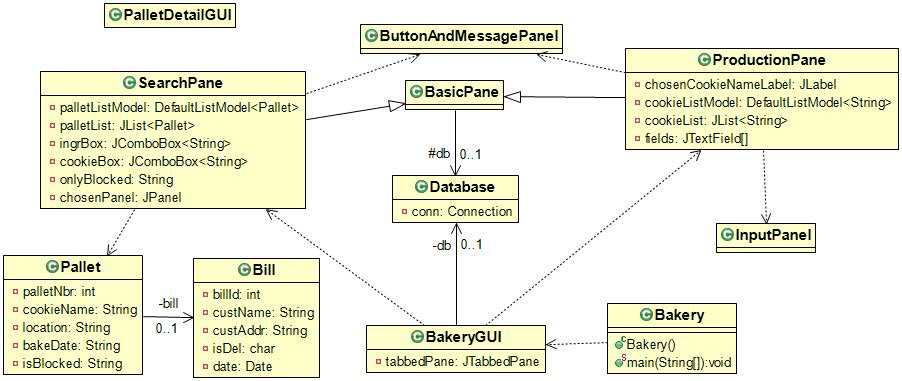 PalletDetailGUI
ButtonAndMessagePanel
SearchPane
palletListModel: DefaultListModel<Pallet>
palletList: JList<Pallet>
ingrBox: JComboBox<String>
cookieBox: JComboBox<String>
onlyBlocked: String
chosenPanel: JPanel
BasicPane
ProductionPane
chosenCookieNameLabel: JLabel
cookieListModel: DefaultListModel<String>
cookieList: JList<String>
fields: JTextField[]
#db 0..1
Database
conn: Connection
-db 0..1
InputPanel
Pallet
palletNbr: int
cookieName: String
location: String
bakeDate: String
isBlocked: String
-bill
0..1
Bill
billId: int
custName: String
custAddr: String
isDel: char
date: Date
BakeryGUI
tabbedPane: JTabbedPane
Bakery
Bakery()
main(String[]):void